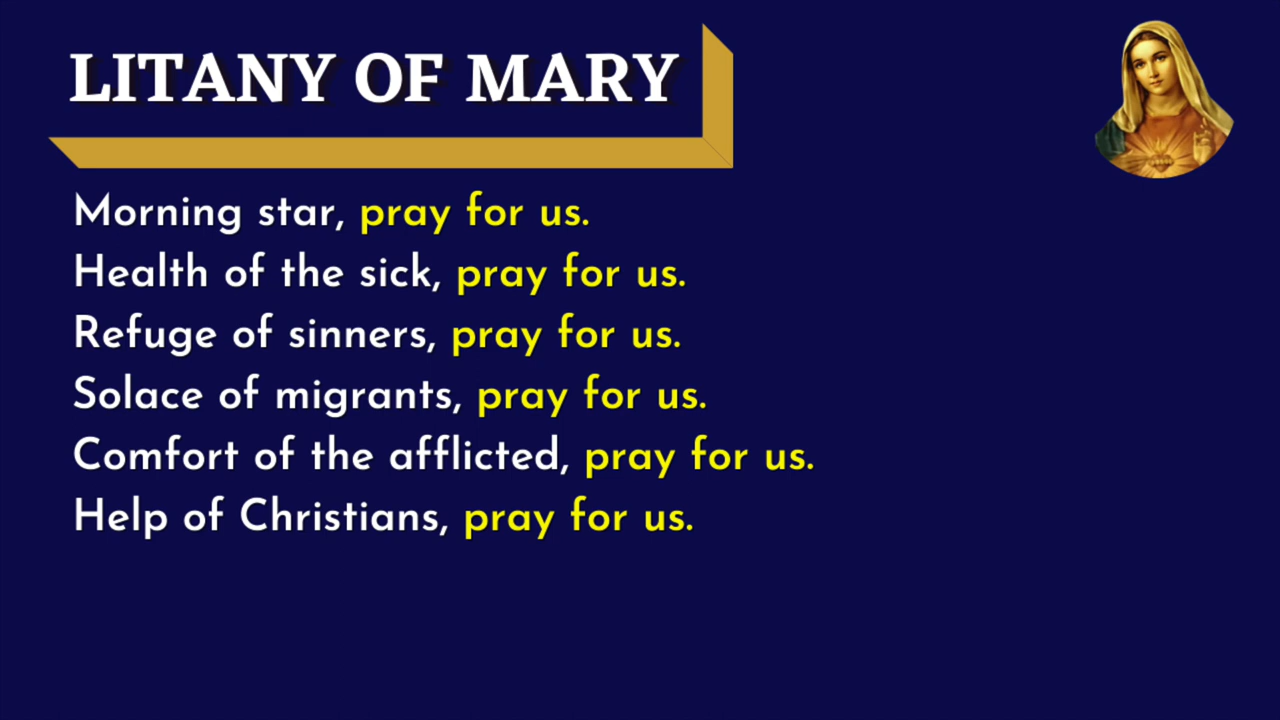 LITANY OF MARY
Morning star, pray for us.
Health of the sick, pray for us.
Refuge of sinners, pray for us.
Solace of migrants, pray for us.
Comfort of the afflicted, pray for us.
Help of Christians, pray for us.